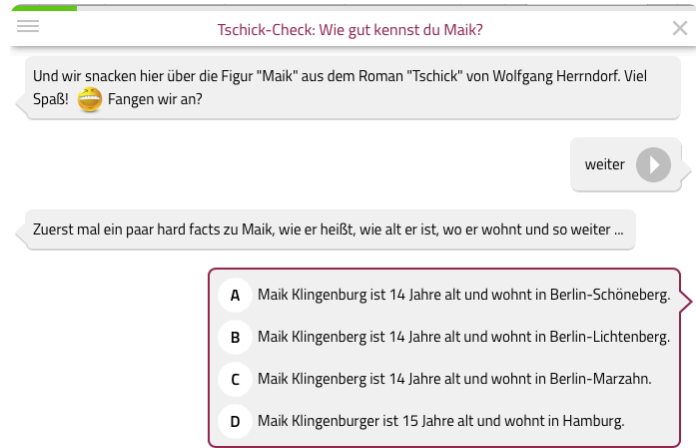 Tschick-Check: Wie gut kennst du Maik?
Und wir snacken hier über die Figur "Maik" aus dem Roman "Tschick" von Wolfgang Herrndorf. Viel
Spaß! Fangen wir an?
weiter
Zuerst mal ein paar hard facts zu Maik, wie er heißt, wie alt er ist, wo er wohnt und so weiter ...
A Maik Klingenburg ist 14 Jahre alt und wohnt in Berlin-Schöneberg.
B Maik Klingenberg ist 14 Jahre alt und wohnt in Berlin-Lichtenberg.
C Maik Klingenberg ist 14 Jahre alt und wohnt in Berlin-Marzahn.
D Maik Klingenburger ist 15 Jahre alt und wohnt in Hamburg.